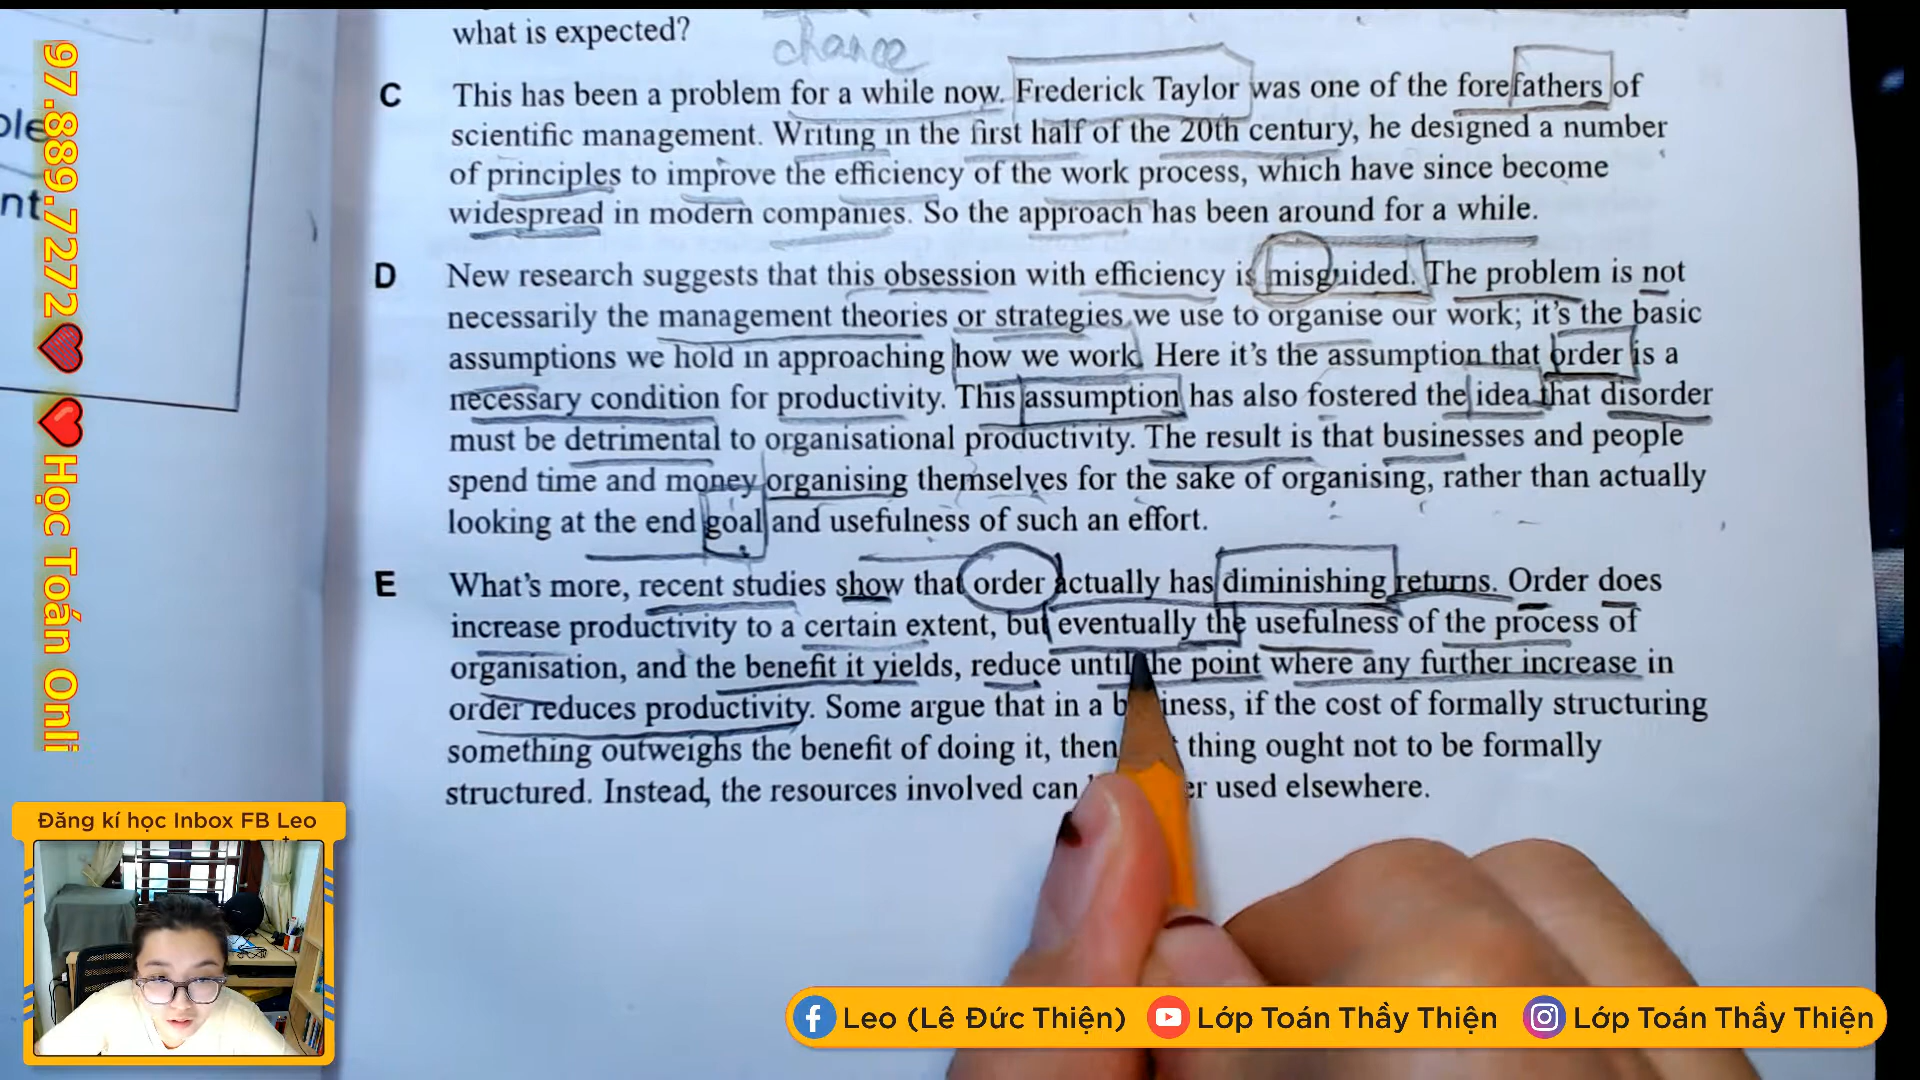 what is expected?
chance
C This has been a problem for a while now. Frederick Taylor was one of the forefathers of
scientific management. Writing in the first half of the 20th century, he designed a number
of principles to improve the efficiency of the work process, which have since become
widespread in modern companies. So the approach has been around for a while.
D New research suggests that this obsession with efficiency is misguided. The problem is not
necessarily the management theories or strategies we use to organise our work; it's the basic
assumptions we hold in approaching how we work. Here it's the assumption that order is a
necessary condition for productivity. This assumption has also fostered the idea that disorder
must be detrimental to organisational productivity. The result is that businesses and people
spend time and money organising themselves for the sake of organising, rather than actually
looking at the end goal and usefulness of such an effort.
E What's more, recent studies show that order actually has diminishing returns. Order does
increase productivity to a certain extent, but eventually the usefulness of the process of
organisation, and the benefit it yields, reduce until the point where any further increase in
order reduces productivity. Some argue that in a business, if the cost of formally structuring
something outweighs the benefit of doing it, then thing ought not to be formally
structured. Instead, the resources involved can used elsewhere.
97.889.7272
Học Toán Onli
Đăng kí học Inbox FB Leo
Leo (Lê Đức Thiện)
Lớp Toán Thầy Thiện
Lớp Toán Thầy Thiện